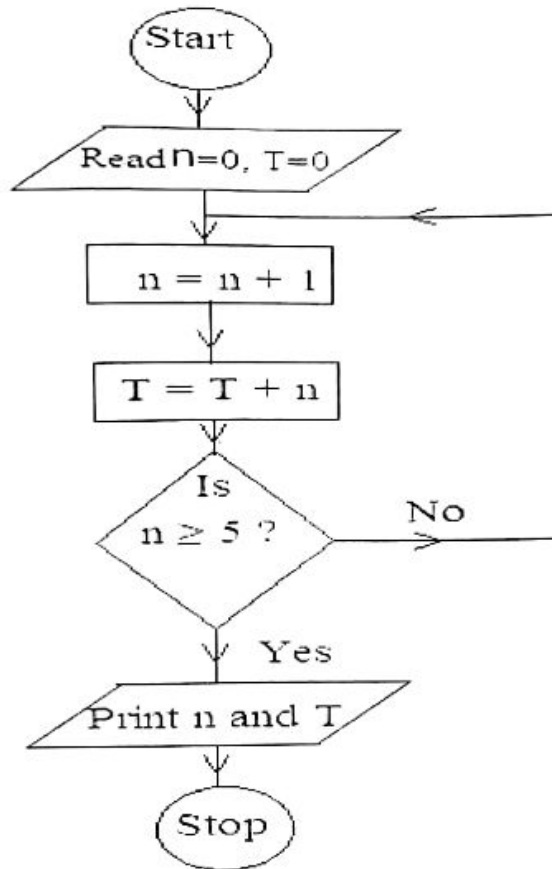 Start
Read n=0, T=0
n = n + 1
T = T + n
Is
n ≥ 5 ?
No
Yes
Print n and T
Stop